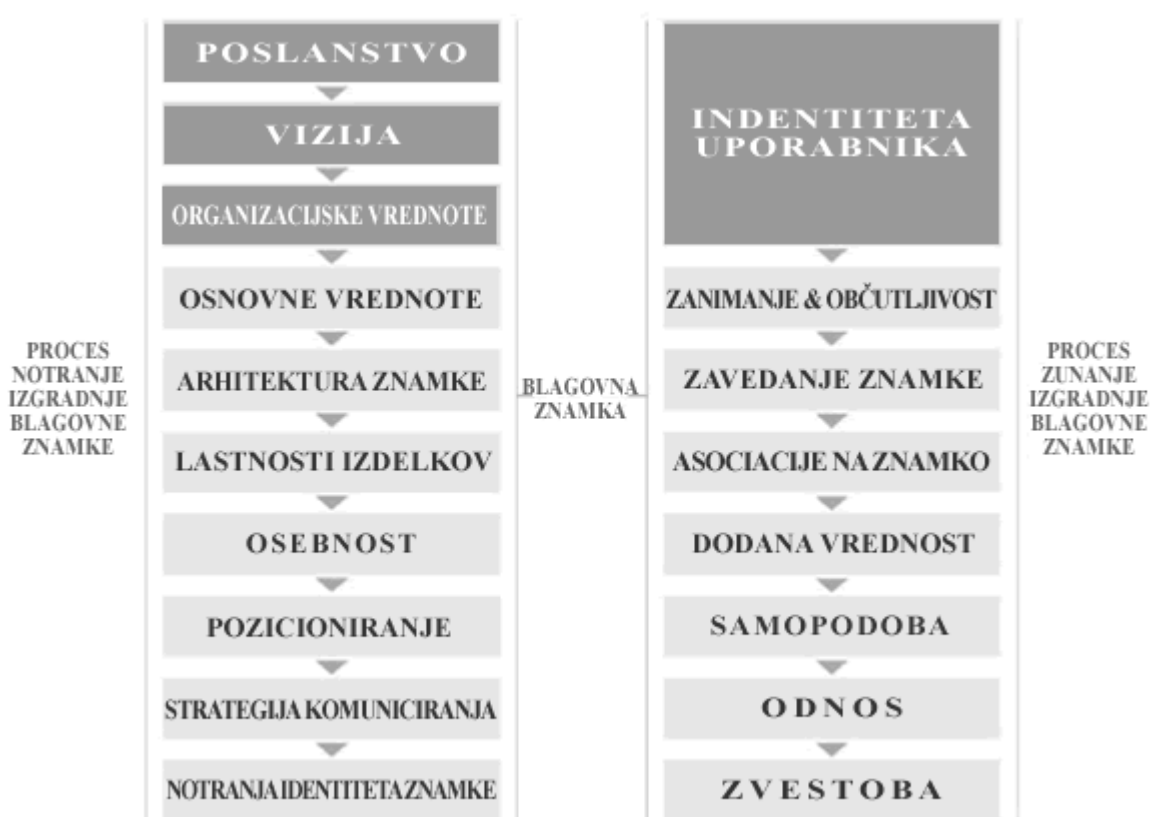 PROCES
NOTRANJE
IZGRADNJE
BLAGOVNE
ZNAMKE
POSLANSTVO
VIZIJA
ORGANIZACIJSKE VREDNOTE
OSNOVNE VREDNOTE
ARHITEKTURA ZNAMKE
LASTNOSTI IZDELKOV
OSEBNOST
POZICIONIRANJE
STRATEGIJA KOMUNICIRANJA
NOTRANJA IDENTITETA ZNAMKE
BLAGOVNA
ZNAMKA
INDENTITETA
UPORABNIKA
ZANIMANJE & OBČUTLJIVOST
ZAVEDANJE ZNAMKE
ASOCIACIJE NA ZNAMKO
DODANA VREDNOST
SAMOPODOBA
ODNOS
ZVESTOBA
PROCES
ZUNANJE
IZGRADNJE
BLAGOVNE
ZNAMKE